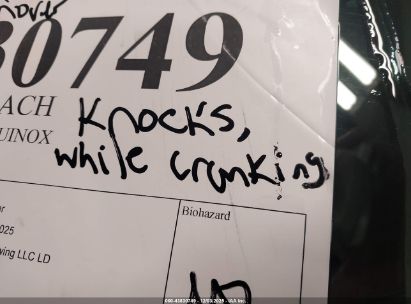 30749
ACH
UINOX
Knocks,
while cranking
025
wing LLC LD
Biohazard